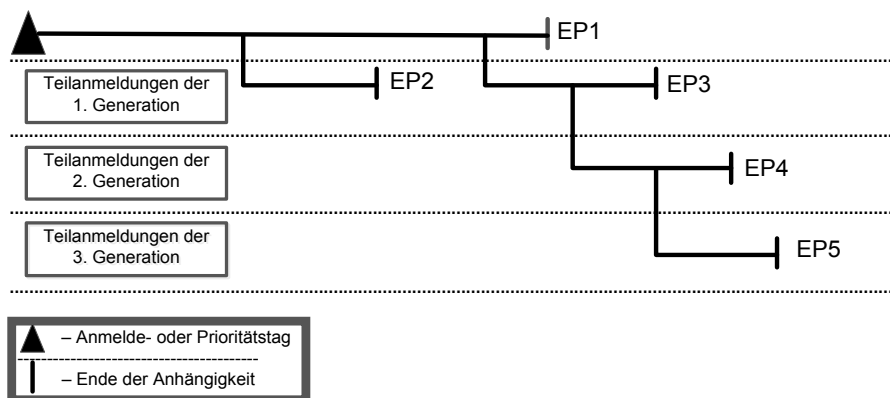 EP1
Teilanmeldungen der
1. Generation
EP2
EP3
Teilanmeldungen der
2. Generation
EP4
Teilanmeldungen der
3. Generation
EP5
– Anmelde- oder Prioritätstag
– Ende der Anhängigkeit